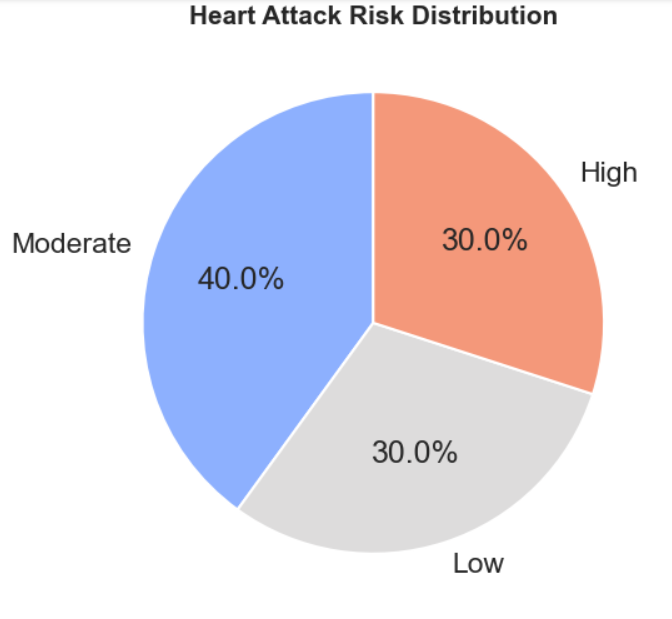 Heart Attack Risk Distribution
High
30.0%
Moderate
40.0%
30.0%
Low